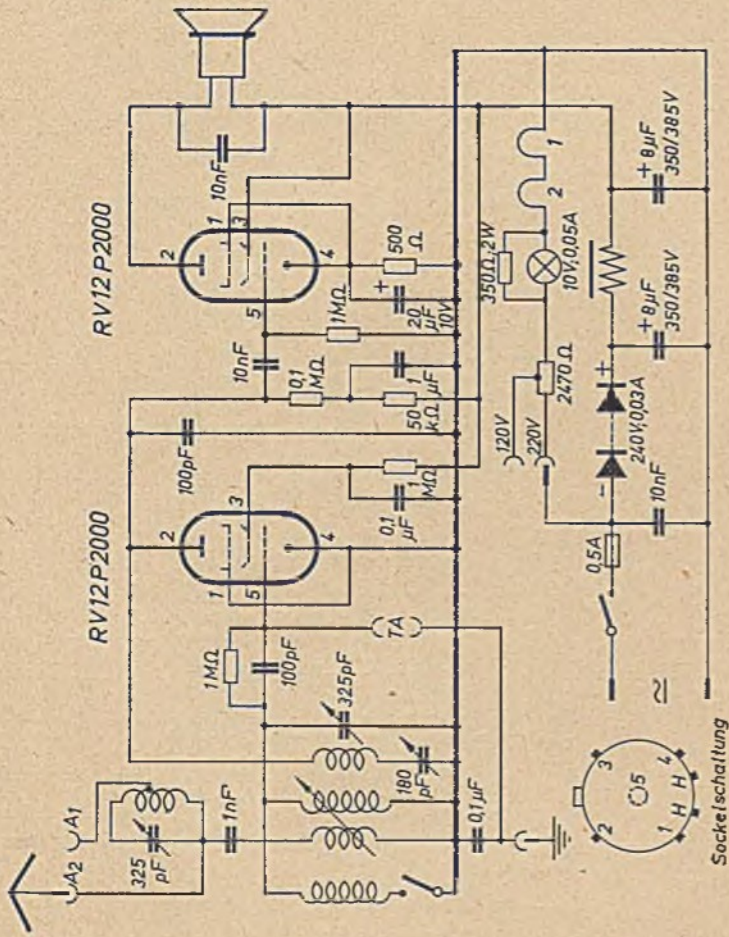 A2
A1
325
pF
1nF
RV12P2000
1MΩ
100pF
325pF
180
pF
0,1µF
TA
2
1
5
3
4
0,1
µF
1
MΩ
100pF
10nF
0,1
MΩ
50
kΩ
1
µF
1MΩ
RV12P2000
2
1
3
5
4
10nF
20
µF
10V
500
Ω
120V
220V
2470Ω
350Ω,2W
10V,0,05A
2
1
0,5A
10nF
240V,0,03A
- +
+ 8µF
350/385V
+ 8µF
350/385V
≂
2
3
5
1
H
H
4
Sockelschaltung